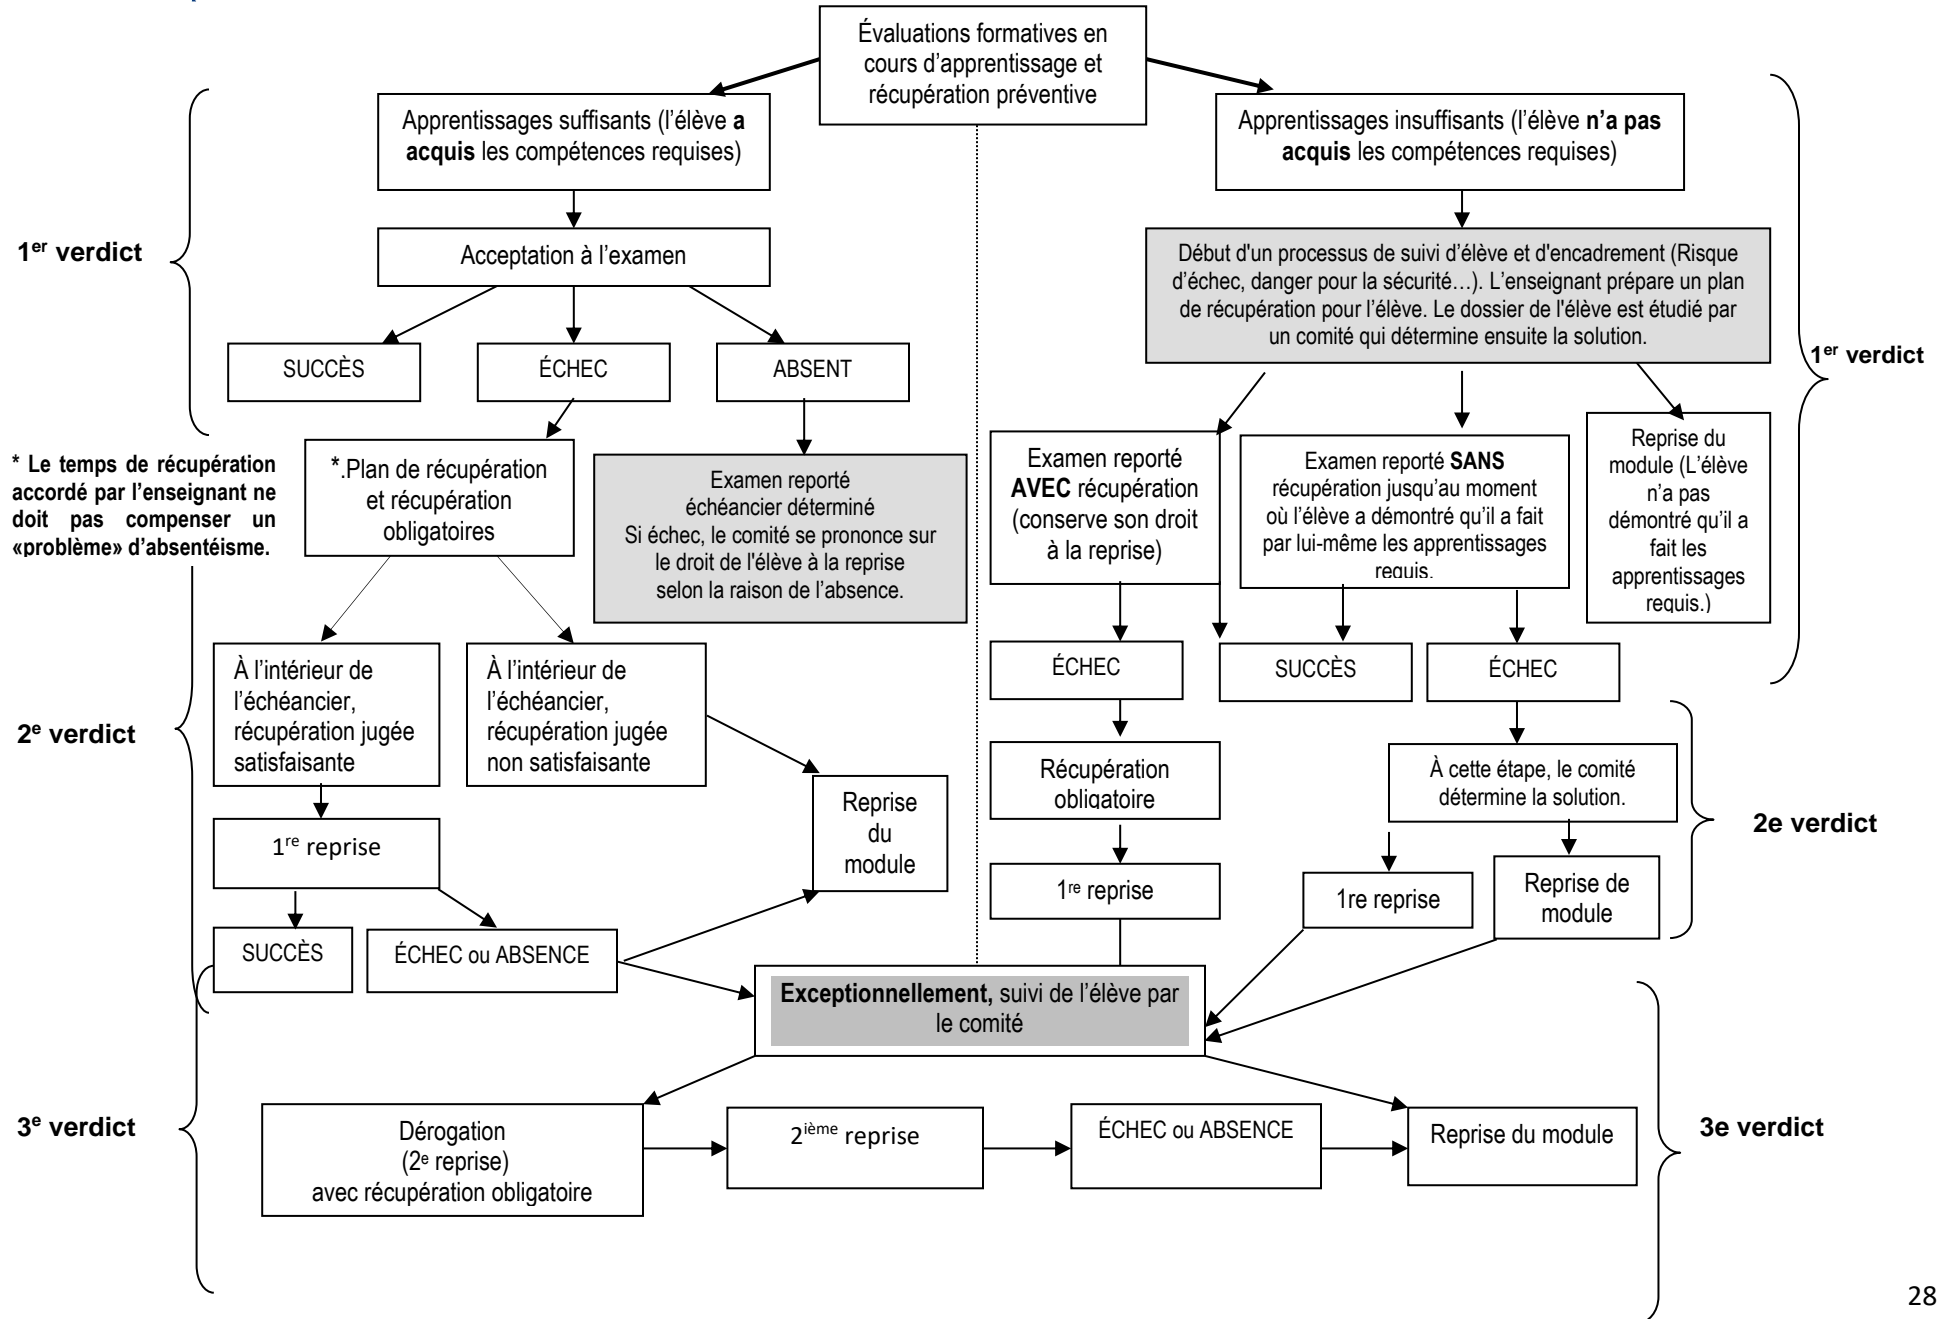 Évaluations formatives en
cours d’apprentissage et
récupération préventive
Apprentissages suffisants (l’élève a
acquis les compétences requises)
Apprentissages insuffisants (l’élève n’a pas
acquis les compétences requises)
1er verdict
Acceptation à l’examen
Début d'un processus de suivi d’élève et d'encadrement (Risque
d’échec, danger pour la sécurité…). L’enseignant prépare un plan
de récupération pour l’élève. Le dossier de l'élève est étudié par
un comité qui détermine ensuite la solution.
1er verdict
SUCCÈS
ÉCHEC
ABSENT
* Le temps de récupération
accordé par l’enseignant ne
doit pas compenser un
«problème» d’absentéisme.
*.Plan de récupération
et récupération
obligatoires
Examen reporté
échéancier déterminé
Si échec, le comité se prononce sur
le droit de l'élève à la reprise
selon la raison de l’absence.
Examen reporté
AVEC récupération
(conserve son droit
à la reprise)
Examen reporté SANS
récupération jusqu’au moment
où l’élève a démontré qu’il a fait
par lui-même les apprentissages
requis.
Reprise du
module (L’élève
n’a pas
démontré qu’il a
fait les
apprentissages
requis.)
2e verdict
À l’intérieur de
l’échéancier,
récupération jugée
satisfaisante
À l’intérieur de
l’échéancier,
récupération jugée
non satisfaisante
ÉCHEC
SUCCÈS
ÉCHEC
Reprise
du
module
Récupération
obligatoire
À cette étape, le comité
détermine la solution.
2e verdict
1re reprise
1re reprise
1re reprise
Reprise de
module
SUCCÈS
ÉCHEC ou ABSENCE
Exceptionnellement, suivi de l’élève par
le comité
3e verdict
Dérogation
(2e reprise)
avec récupération obligatoire
2ième reprise
ÉCHEC ou ABSENCE
Reprise du module
3e verdict
28